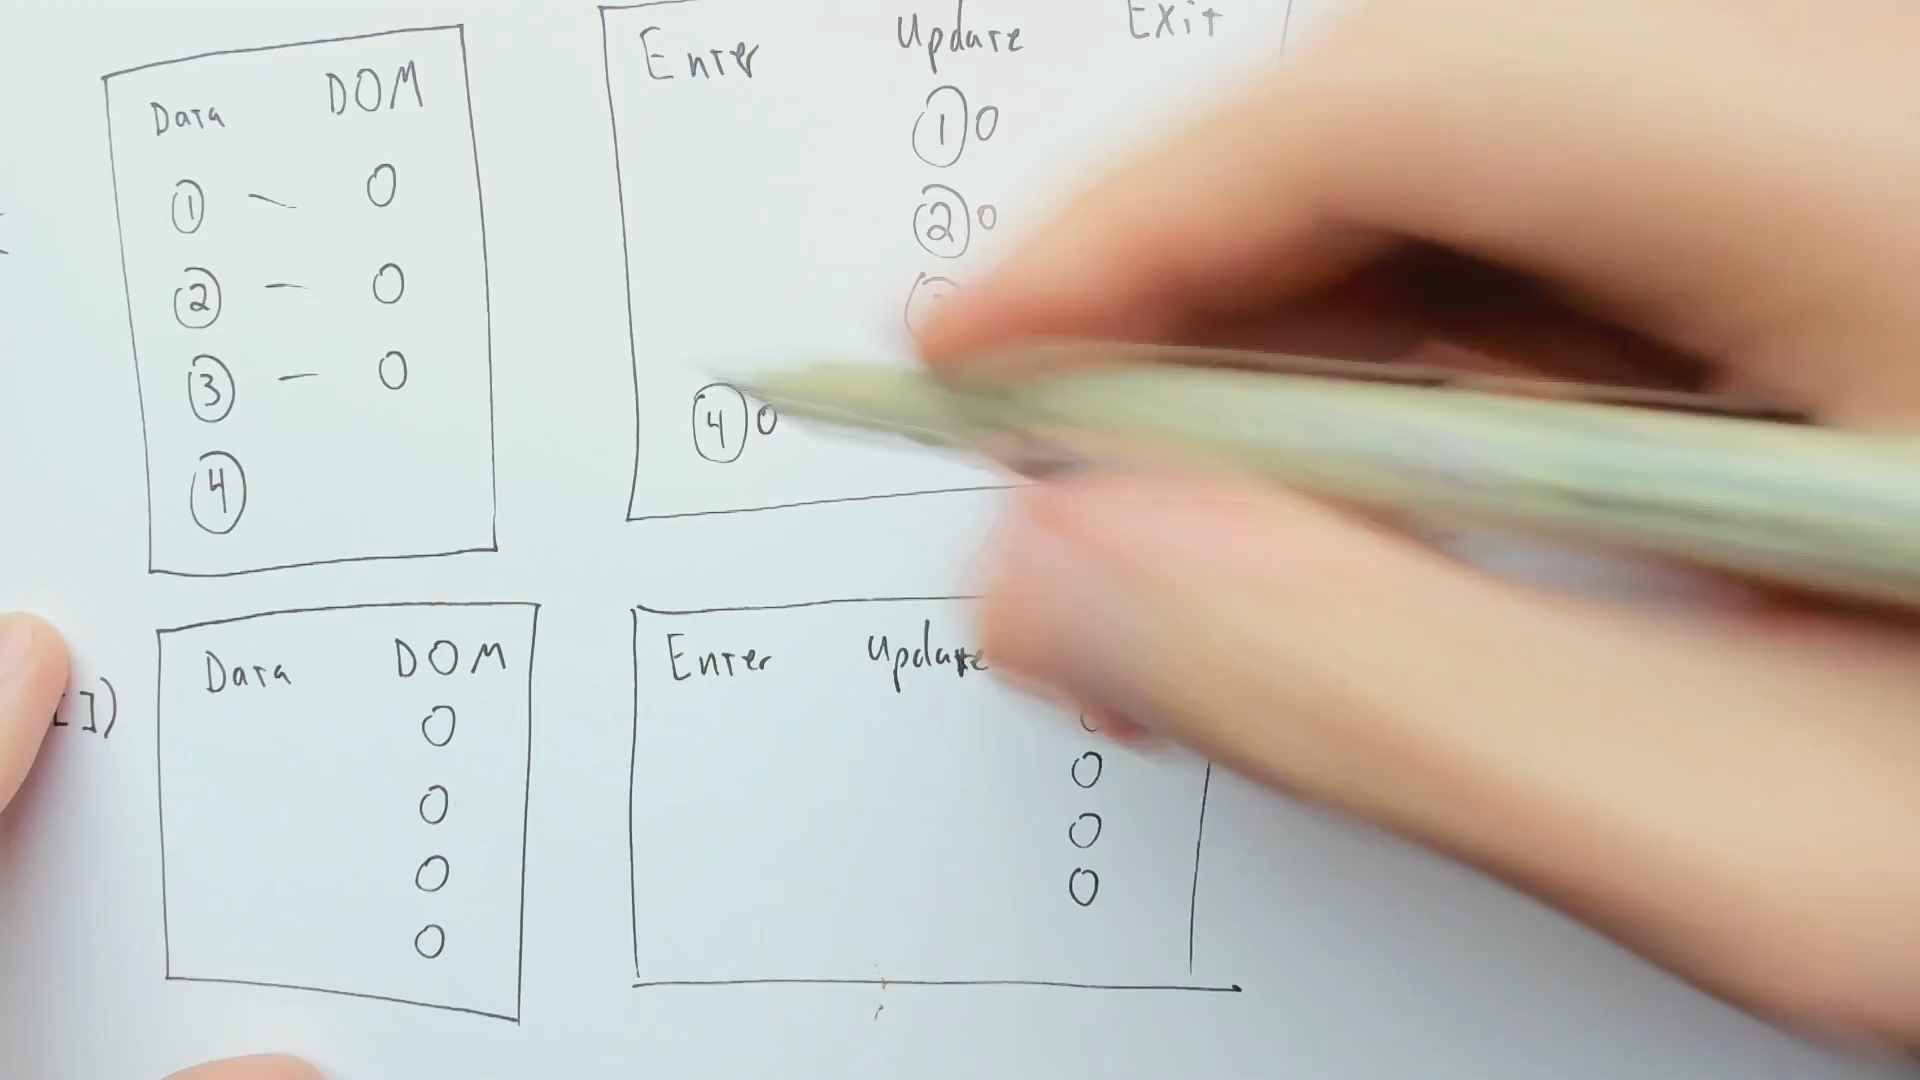 Data DOM
1 - 0
2 - 0
3 - 0
4
Enter Update Exit
1 0
2 0
4 0
[])
Data DOM
0
0
0
0
Enter Update
0
0
0